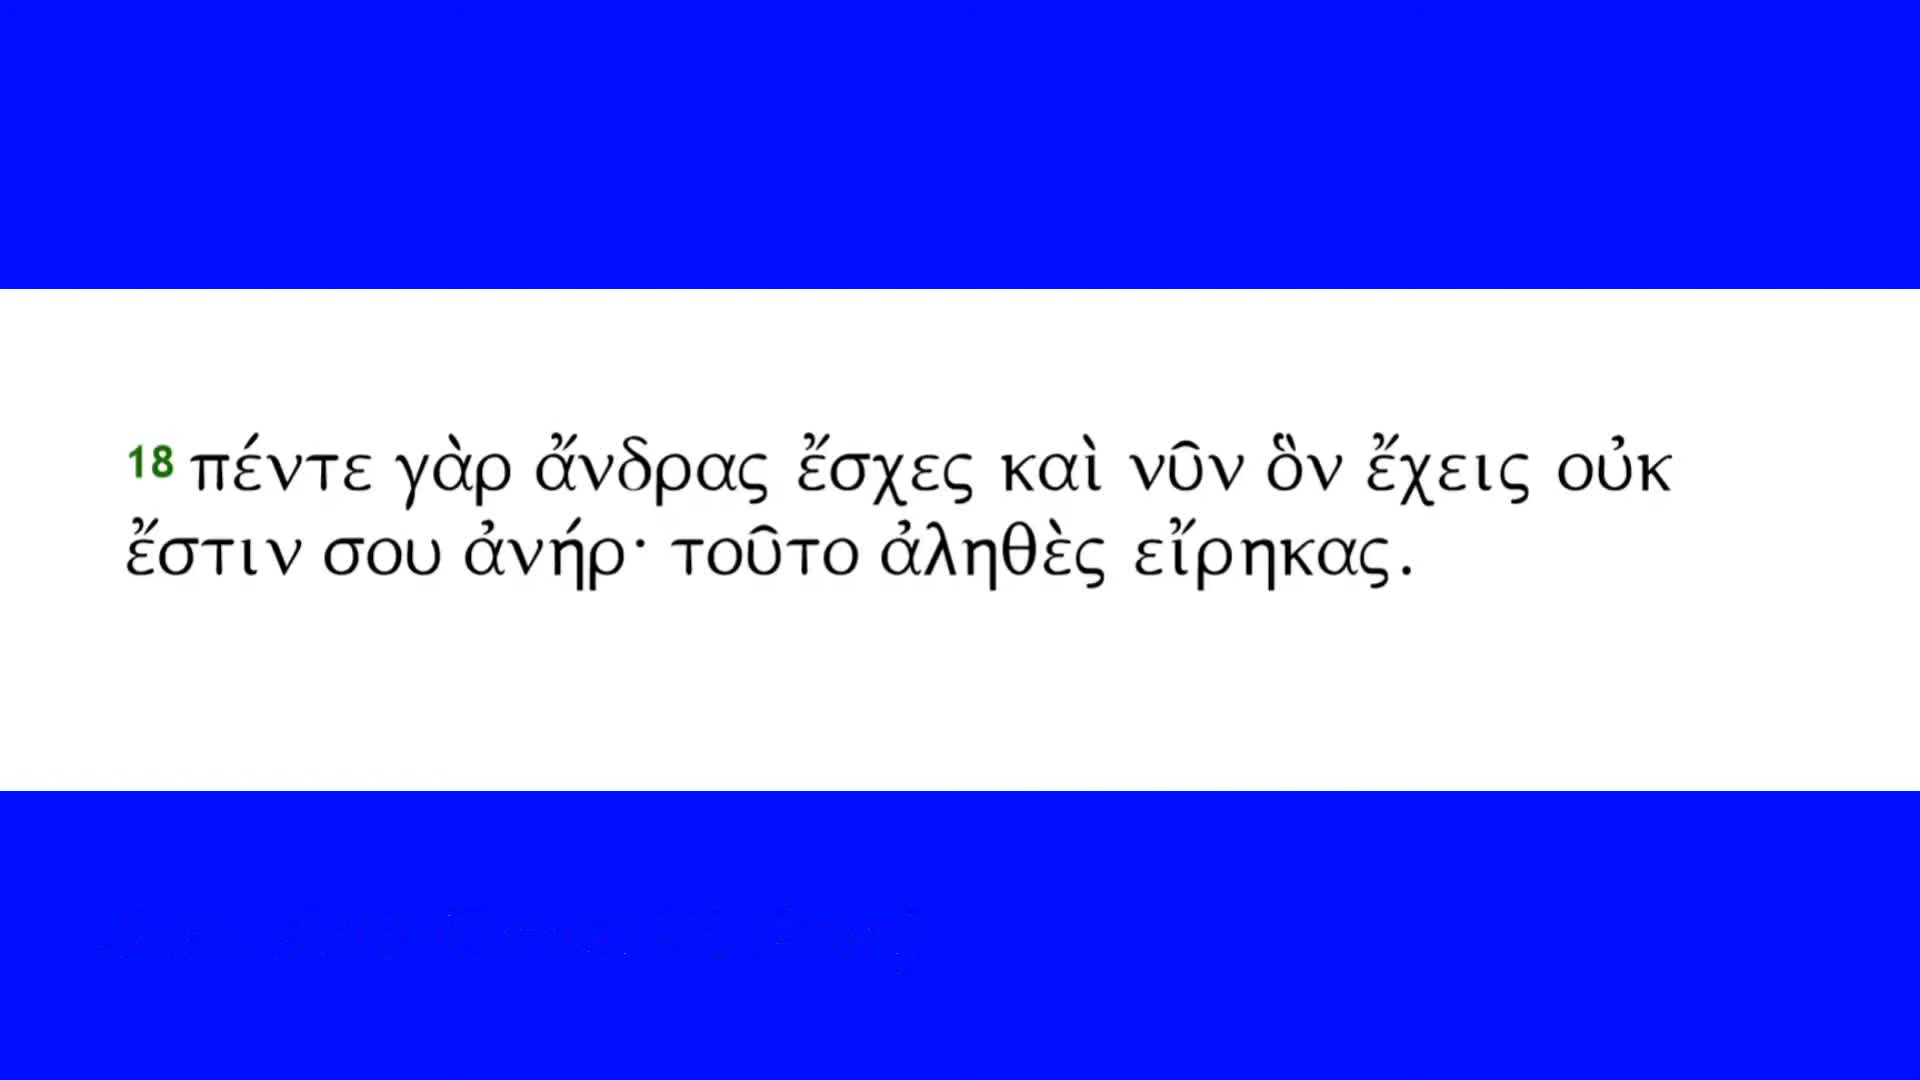 18 πέντε γὰρ ἄνδρας ἔσχες καὶ νῦν ὃν ἔχεις οὐκ
ἔστιν σου ἀνήρ· τοῦτο ἀληθὲς εἴρηκας.